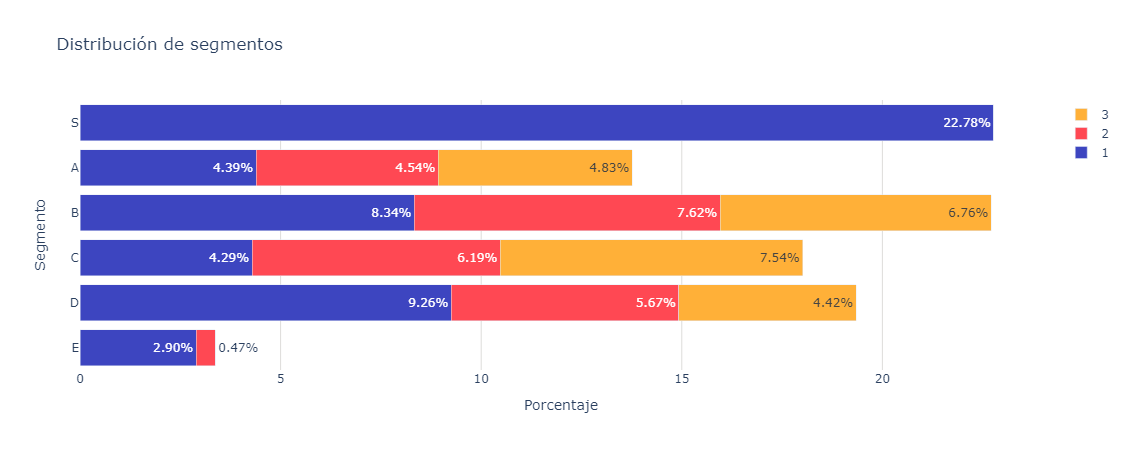 Distribución de segmentos
S 22.78%
A 4.39% 4.54% 4.83%
B 8.34% 7.62% 6.76%
C 4.29% 6.19% 7.54%
D 9.26% 5.67% 4.42%
E 2.90% 0.47%
0 5 10 15 20
Porcentaje
Segmento
3
2
1